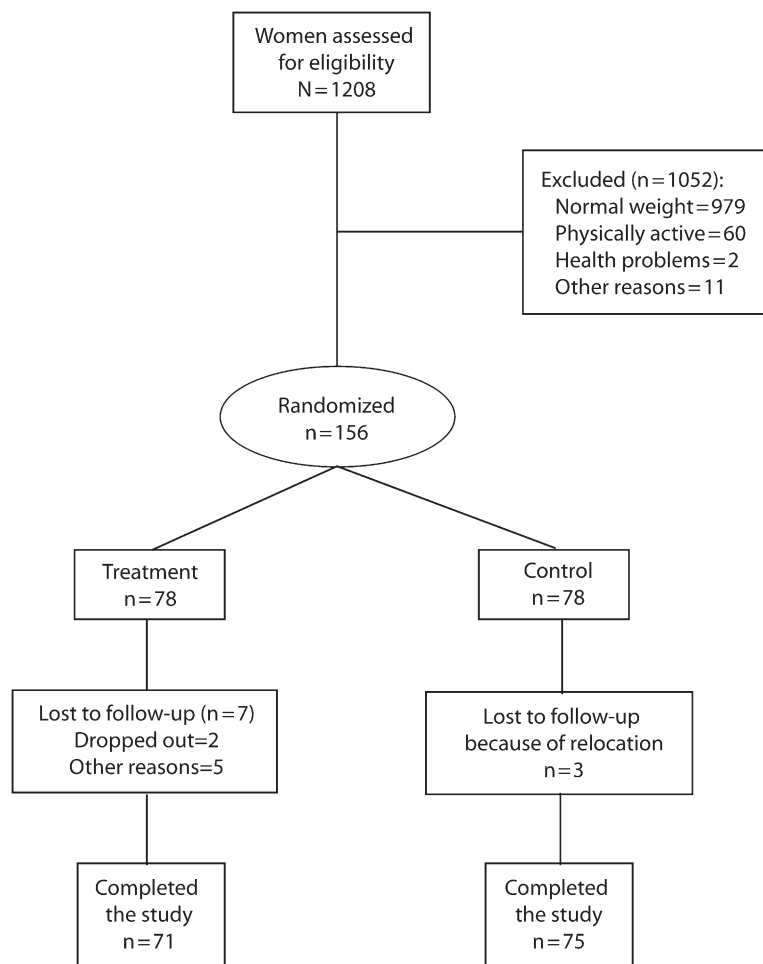 Women assessed
for eligibility
N=1208
Excluded (n=1052):
Normal weight=979
Physically active=60
Health problems=2
Other reasons=11
Randomized
n=156
Treatment
n=78
Control
n=78
Lost to follow-up (n=7)
Dropped out=2
Other reasons=5
Lost to follow-up
because of relocation
n=3
Completed
the study
n=71
Completed
the study
n=75